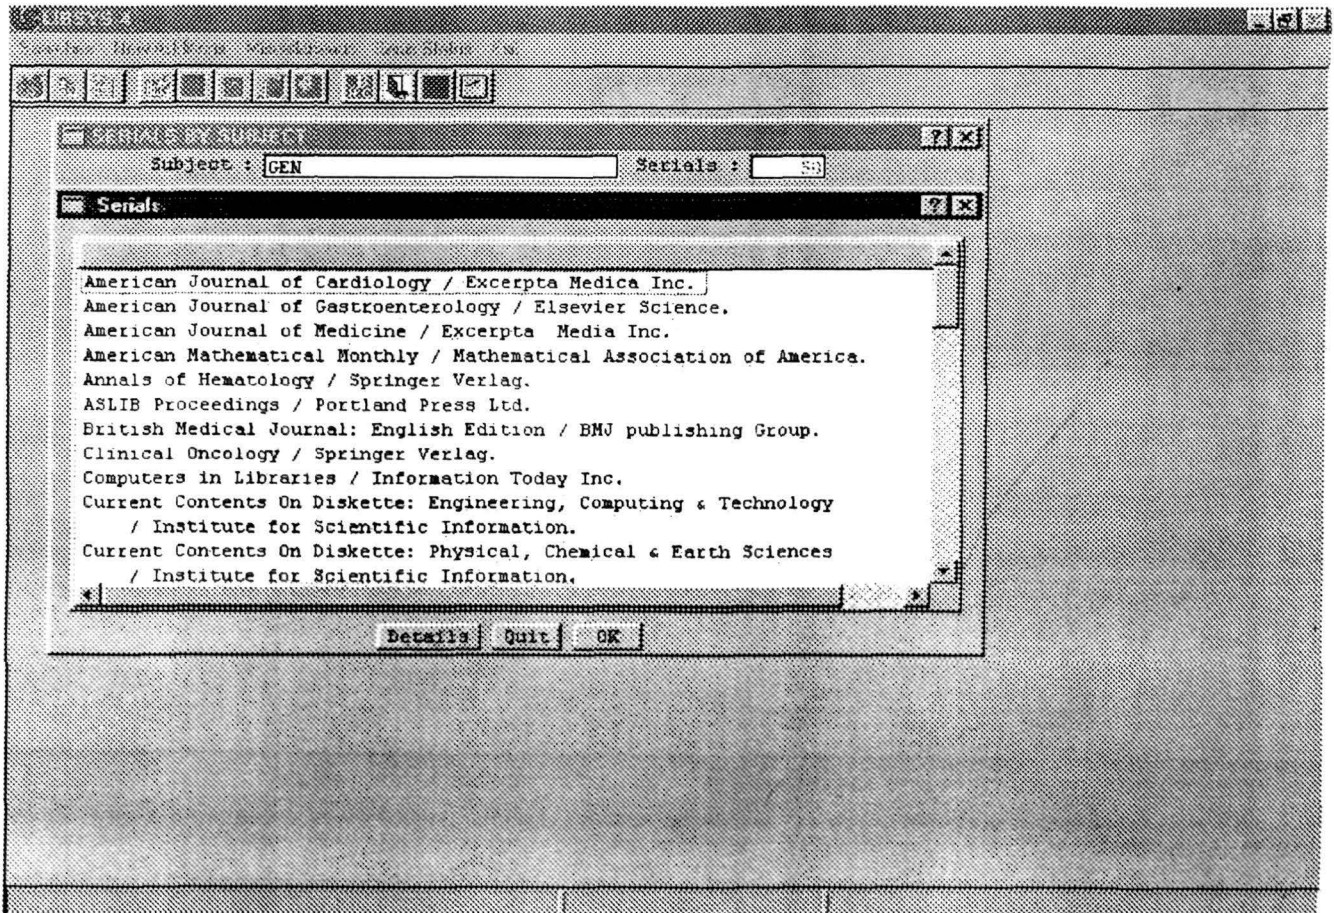 LIBSYS 4
SERIALS BY SUBJECT
Subject : GEN Serials :
Serials
American Journal of Cardiology / Excerpta Medica Inc.
American Journal of Gastroenterology / Elsevier Science.
American Journal of Medicine / Excerpta Media Inc.
American Mathematical Monthly / Mathematical Association of America.
Annals of Hematology / Springer Verlag.
ASLIB Proceedings / Portland Press Ltd.
British Medical Journal: English Edition / BMJ publishing Group.
Clinical Oncology / Springer Verlag.
Computers in Libraries / Information Today Inc.
Current Contents On Diskette: Engineering, Computing & Technology
/ Institute for Scientific Information.
Current Contents On Diskette: Physical, Chemical & Earth Sciences
/ Institute for Scientific Information.
Details Quit OK